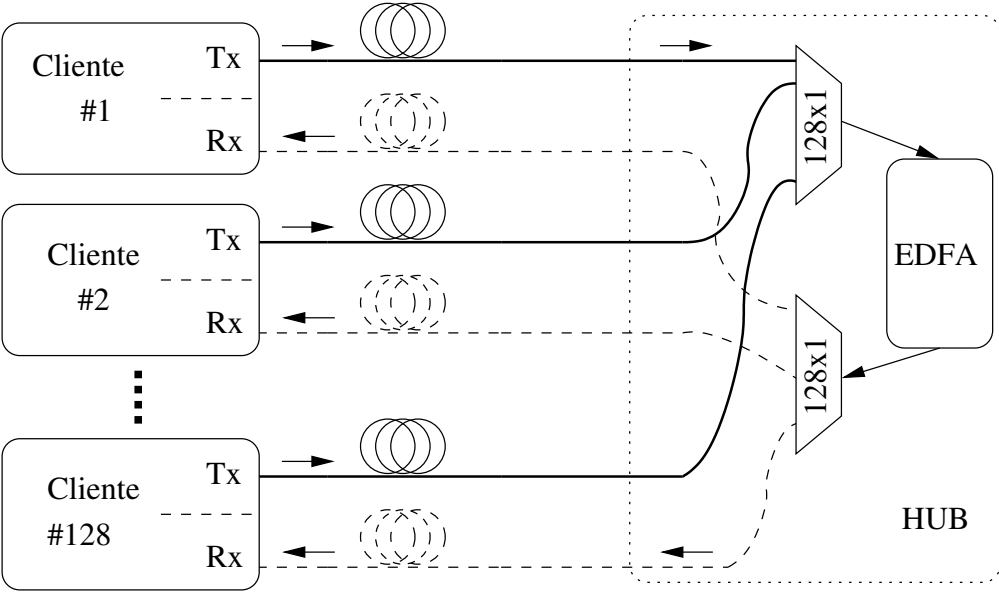 Cliente
#1
Tx
Rx
128x1
EDFA
Cliente
#2
Tx
Rx
128x1
Cliente
#128
Tx
Rx
HUB